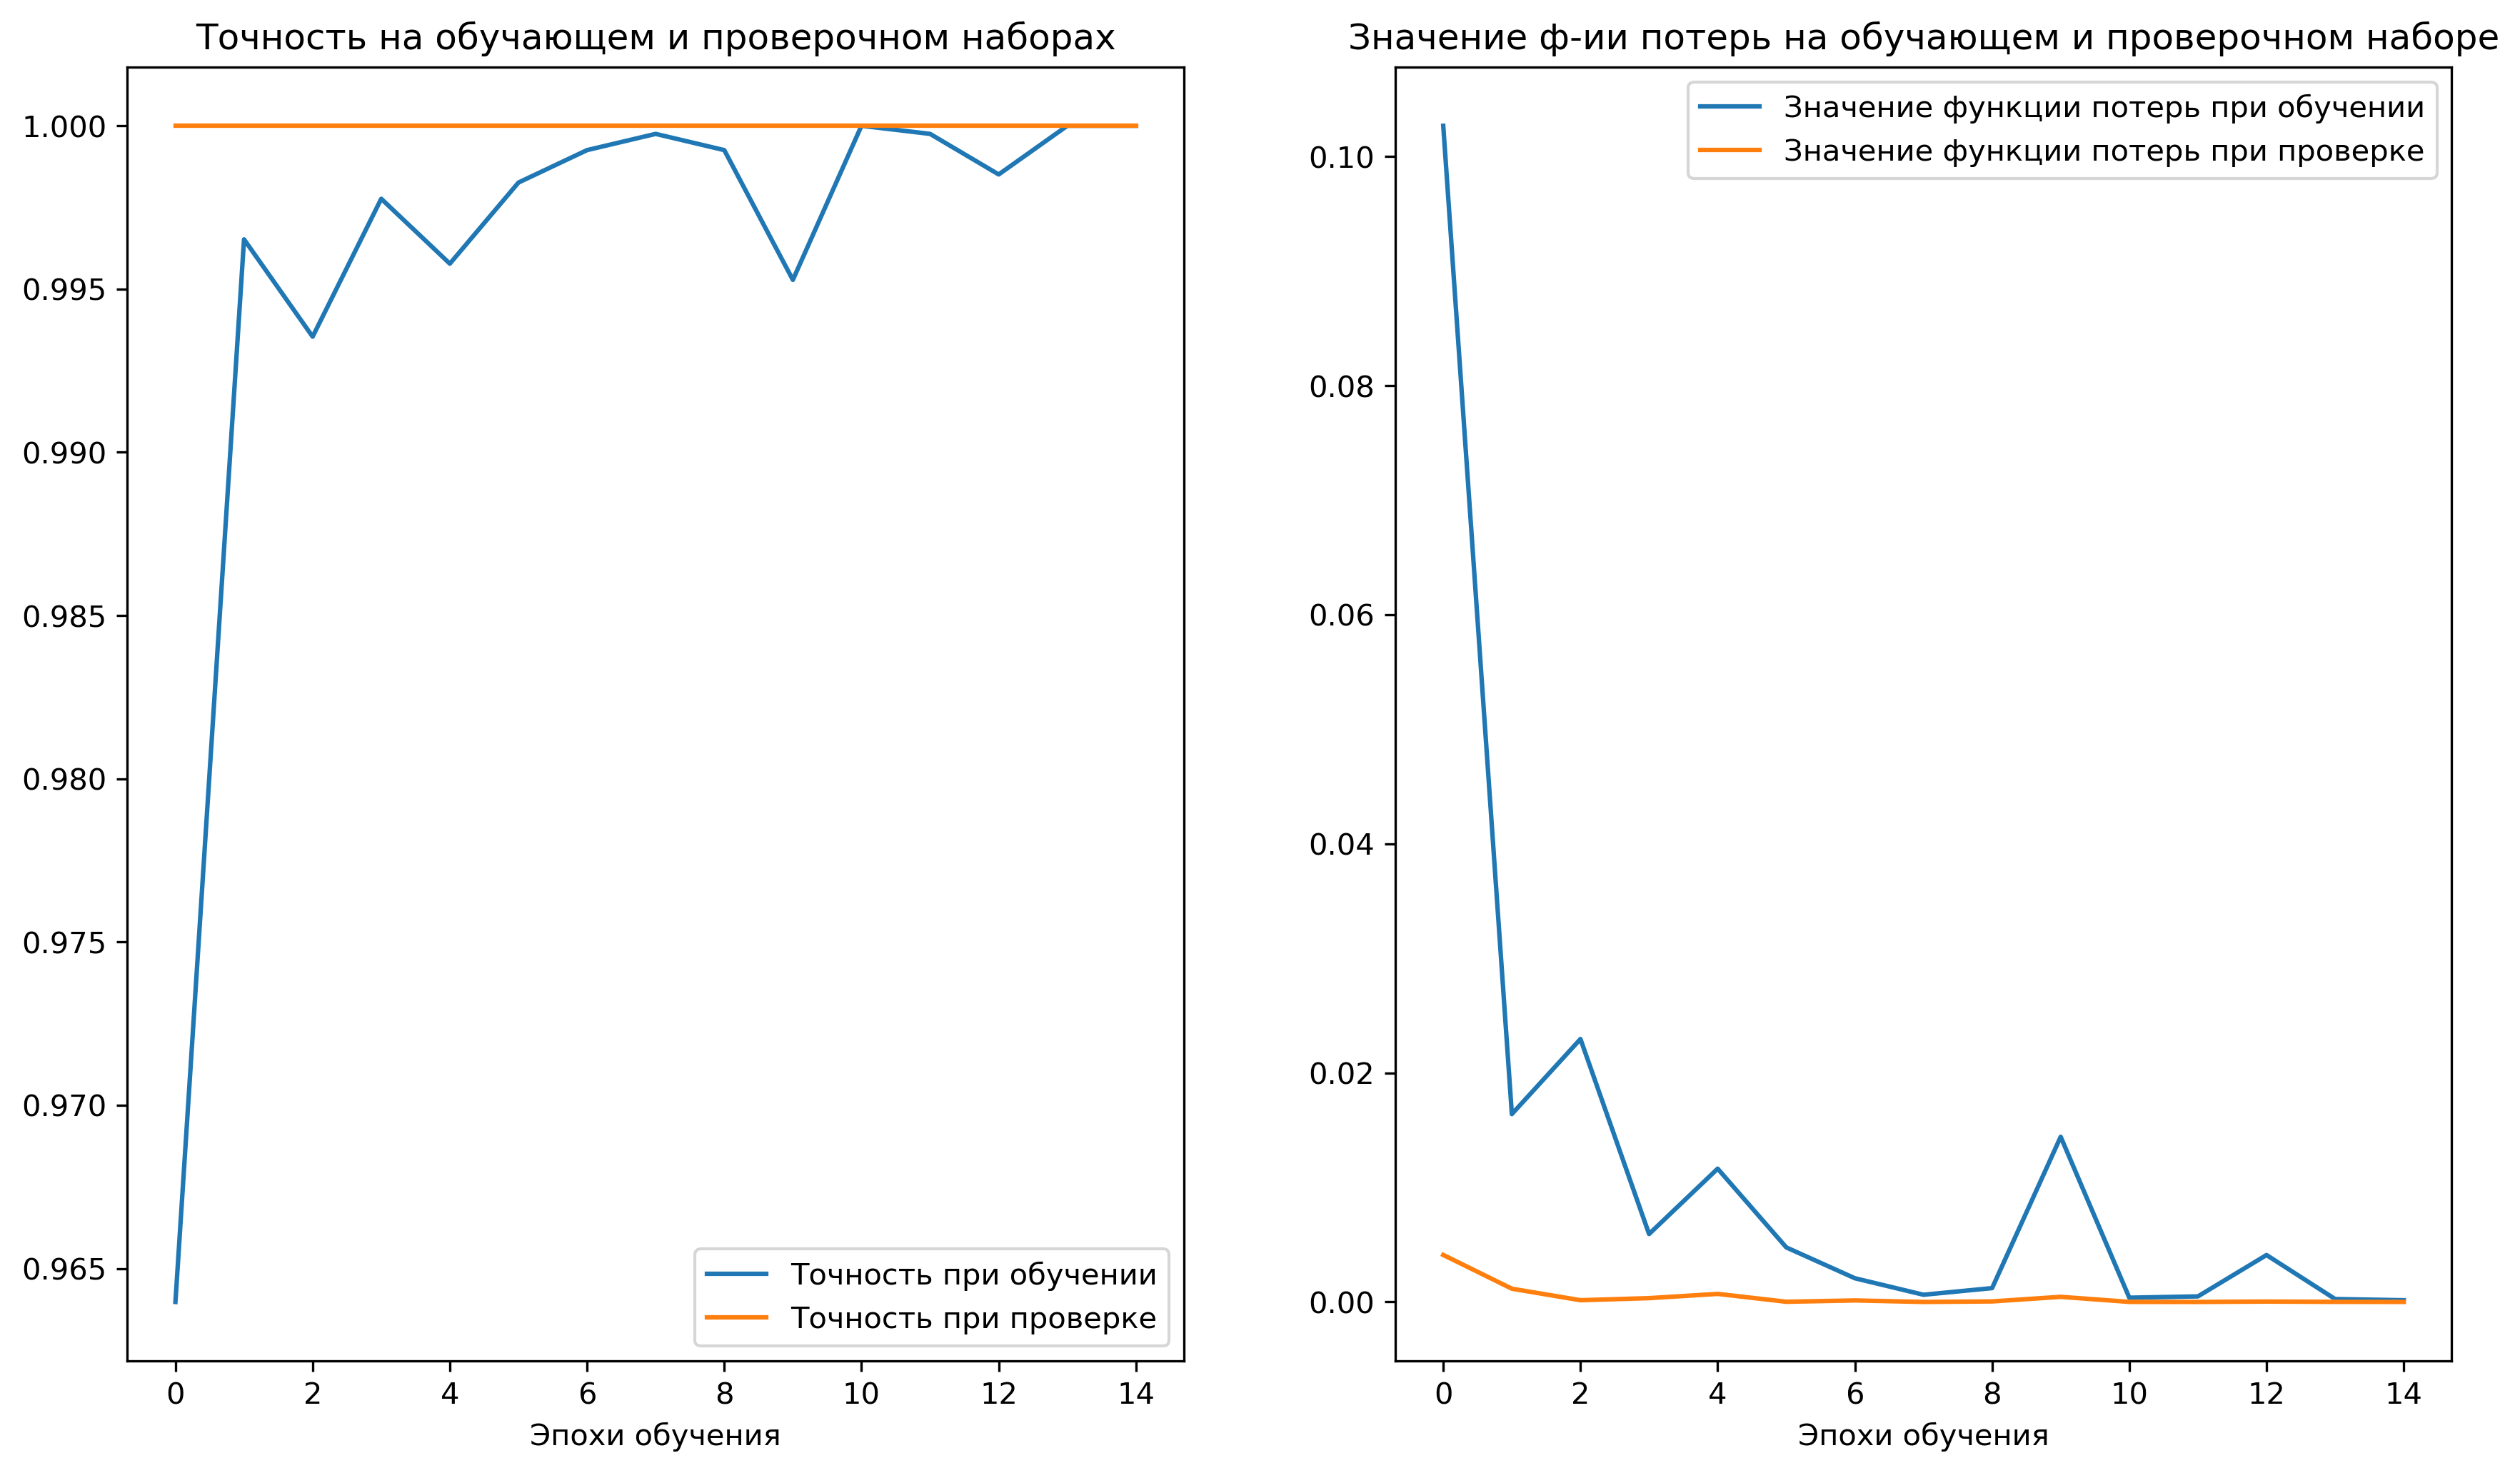 Точность на обучающем и проверочном наборах
1.000
0.995
0.990
0.985
0.980
0.975
0.970
0.965
Точность при обучении
Точность при проверке
0 2 4 6 8 10 12 14
Эпохи обучения
Значение ф-ии потерь на обучающем и проверочном наборе
Значение функции потерь при обучении
Значение функции потерь при проверке
0.10
0.08
0.06
0.04
0.02
0.00
0 2 4 6 8 10 12 14
Эпохи обучения